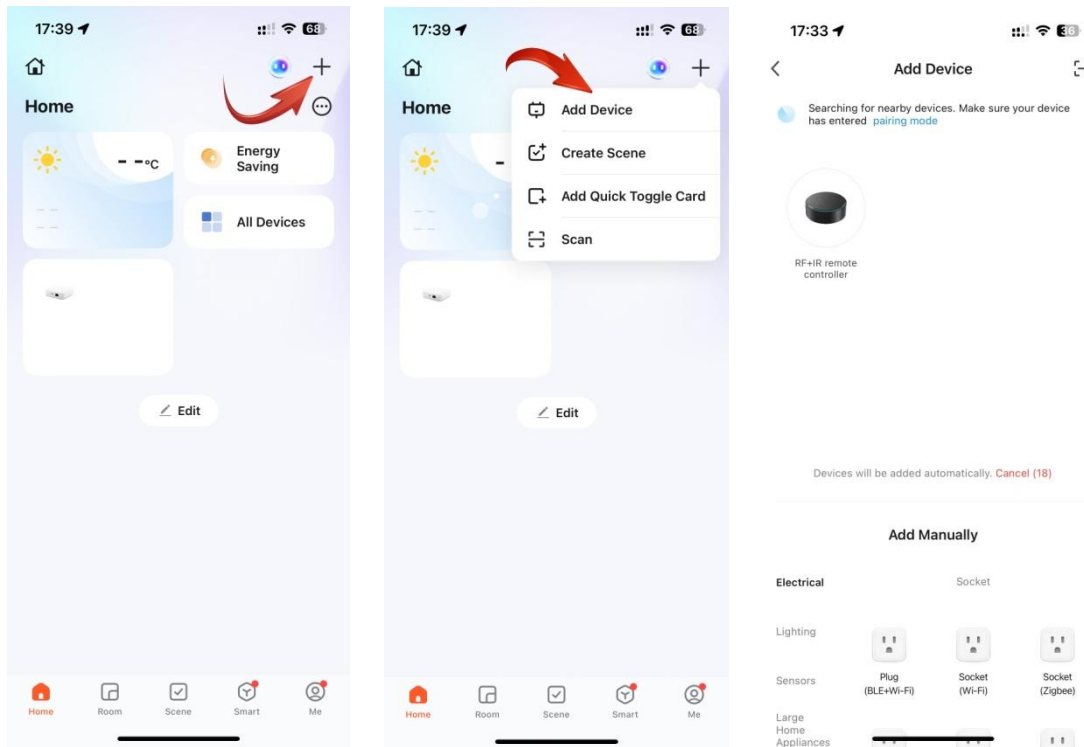 17:39
68
Home
- -°C
Energy
Saving
All Devices
Edit
Home
Room
Scene
Smart
Me
17:39
68
Home
Add Device
Create Scene
Add Quick Toggle Card
Scan
Edit
Home
Room
Scene
Smart
Me
17:33
36
Add Device
Searching for nearby devices. Make sure your device
has entered pairing mode
RF+IR remote
controller
Devices will be added automatically. Cancel (18)
Add Manually
Electrical
Socket
Lighting
Sensors
Plug
(BLE+Wi-Fi)
Socket
(Wi-Fi)
Socket
(Zigbee)
Large
Home
Appliances